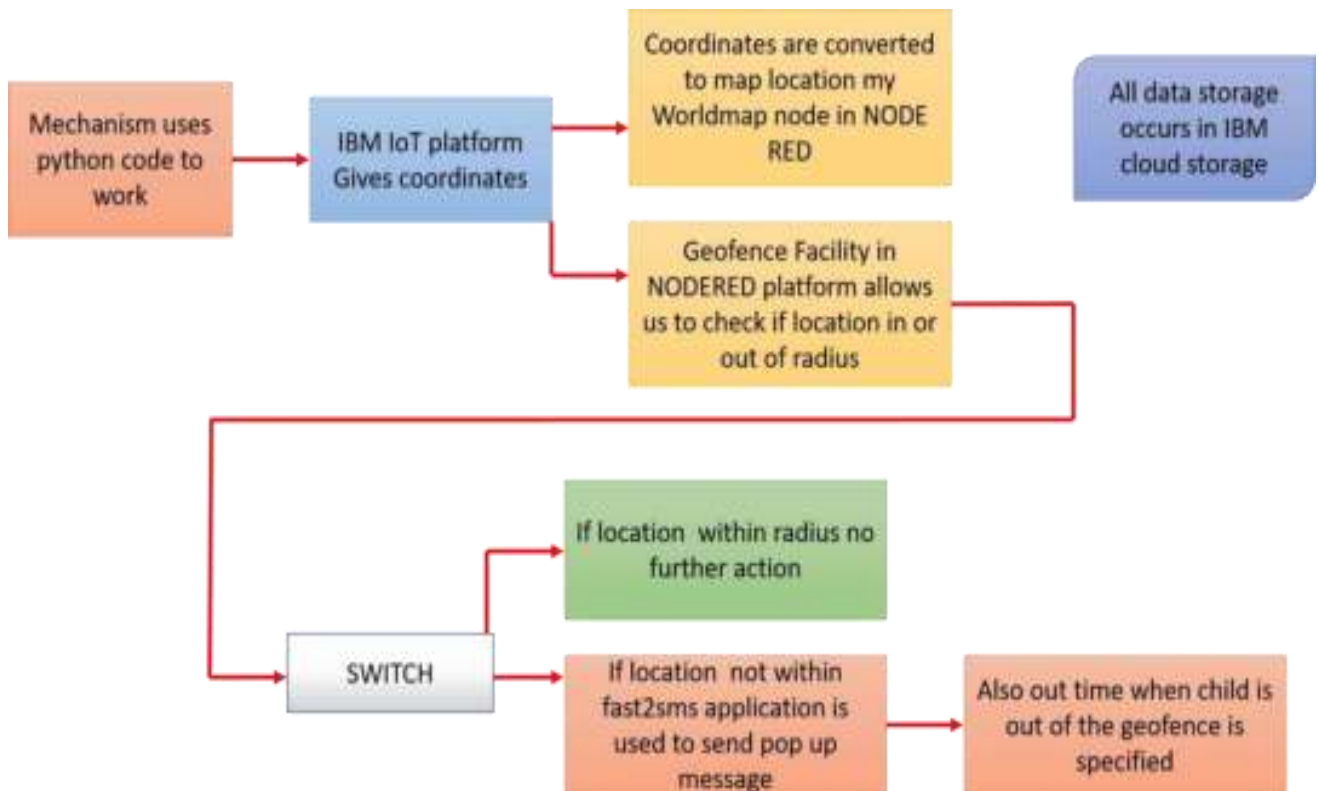 Mechanism uses
python code to
work
IBM IoT platform
Gives coordinates
Coordinates are converted
to map location my
Worldmap node in NODE
RED
All data storage
occurs in IBM
cloud storage
Geofence Facility in
NODERED platform allows
us to check if location in or
out of radius
If location within radius no
further action
SWITCH
If location not within
fast2sms application is
used to send pop up
message
Also out time when child is
out of the geofence is
specified